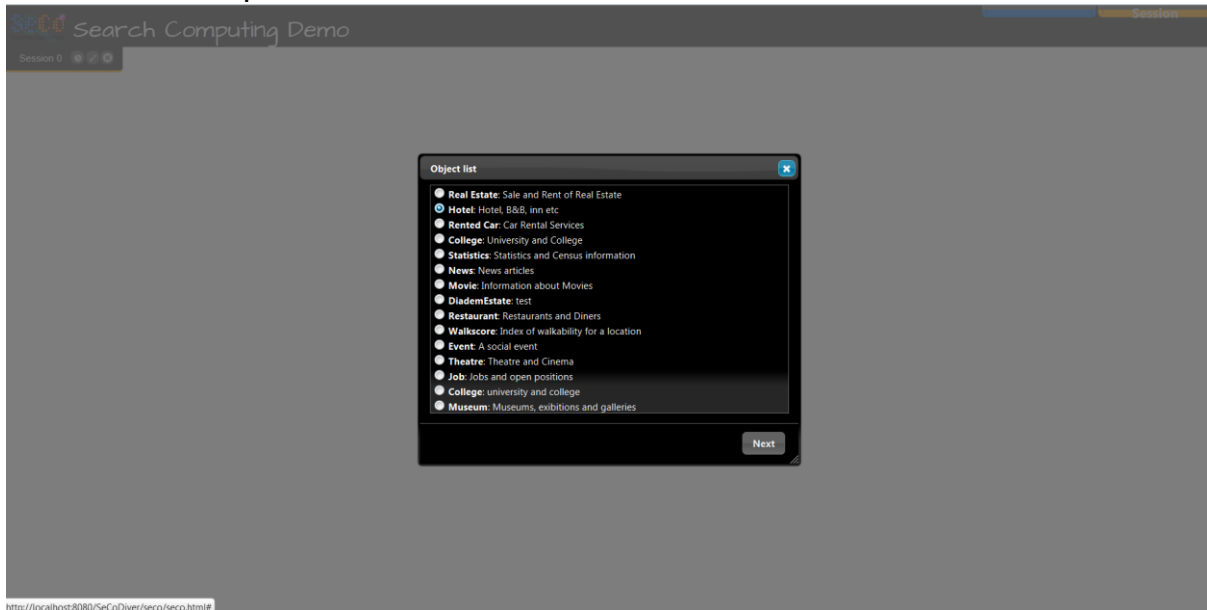 SeCo Search Computing Demo
Session
Session 0
Object list
Real Estate: Sale and Rent of Real Estate
Hotel: Hotel, B&B, inn etc
Rented Car: Car Rental Services
College: University and College
Statistics: Statistics and Census information
News: News articles
Movie: Information about Movies
DiademEstate: test
Restaurant: Restaurants and Diners
Walkscore: Index of walkability for a location
Event: A social event
Theatre: Theatre and Cinema
Job: Jobs and open positions
College: university and college
Museum: Museums, exibitions and galleries
Next
http://localhost:8080/SeCoDiver/seco/seco.html#